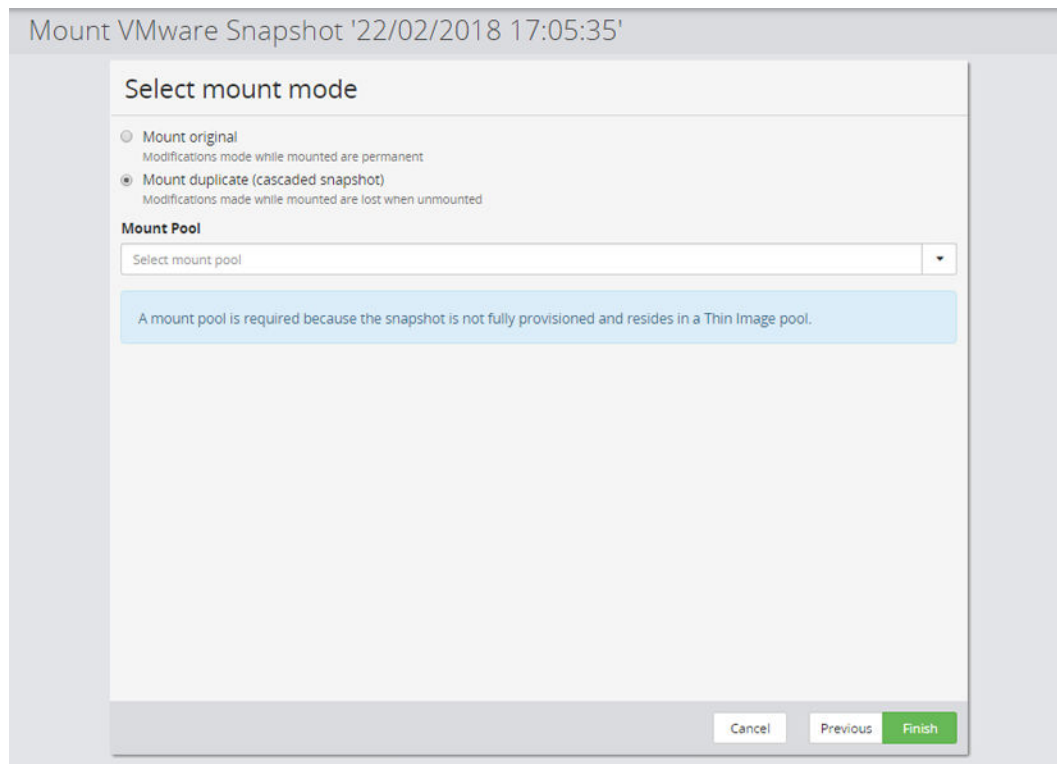 Mount VMware Snapshot '22/02/2018 17:05:35'
Select mount mode
Mount original
Modifications mode while mounted are permanent
Mount duplicate (cascaded snapshot)
Modifications made while mounted are lost when unmounted
Mount Pool
Select mount pool
A mount pool is required because the snapshot is not fully provisioned and resides in a Thin Image pool.
Cancel
Previous
Finish